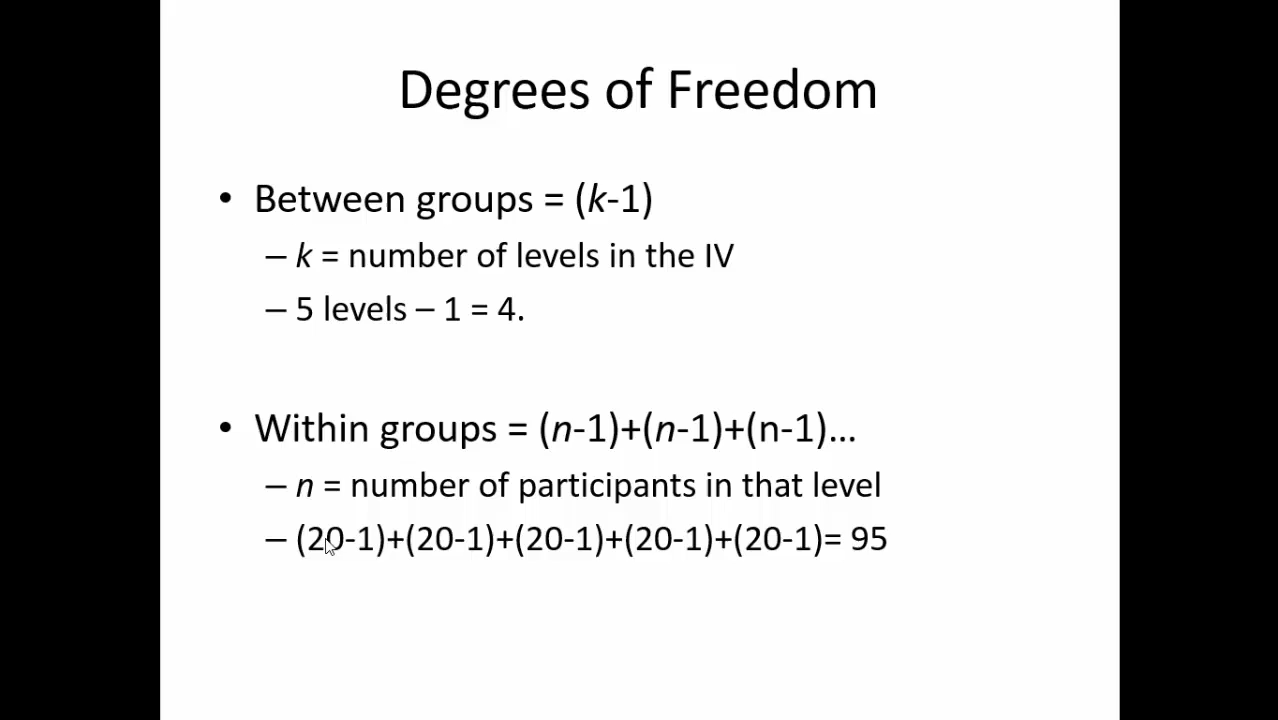 Degrees of Freedom
• Between groups = (k-1)
– k = number of levels in the IV
– 5 levels – 1 = 4.
• Within groups = (n-1)+(n-1)+(n-1)…
– n = number of participants in that level
– (20-1)+(20-1)+(20-1)+(20-1)+(20-1)= 95